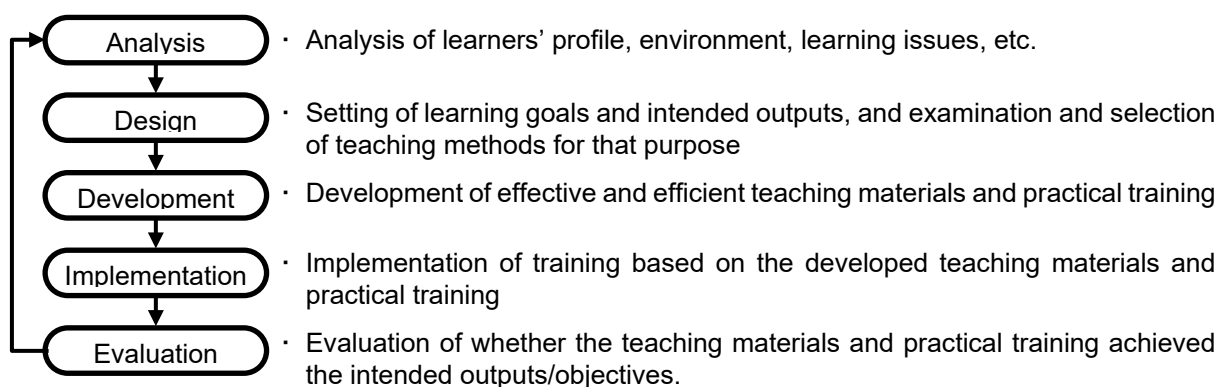 Analysis
· Analysis of learners’ profile, environment, learning issues, etc.
Design
· Setting of learning goals and intended outputs, and examination and selection
of teaching methods for that purpose
Development
· Development of effective and efficient teaching materials and practical training
Implementation
· Implementation of training based on the developed teaching materials and
practical training
Evaluation
· Evaluation of whether the teaching materials and practical training achieved
the intended outputs/objectives.